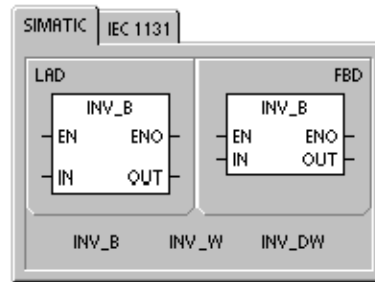 SIMATIC IEC 1131
LAD FBD
INV_B INV_B
EN ENO EN ENO
IN OUT IN OUT
INV_B INV_W INV_DW